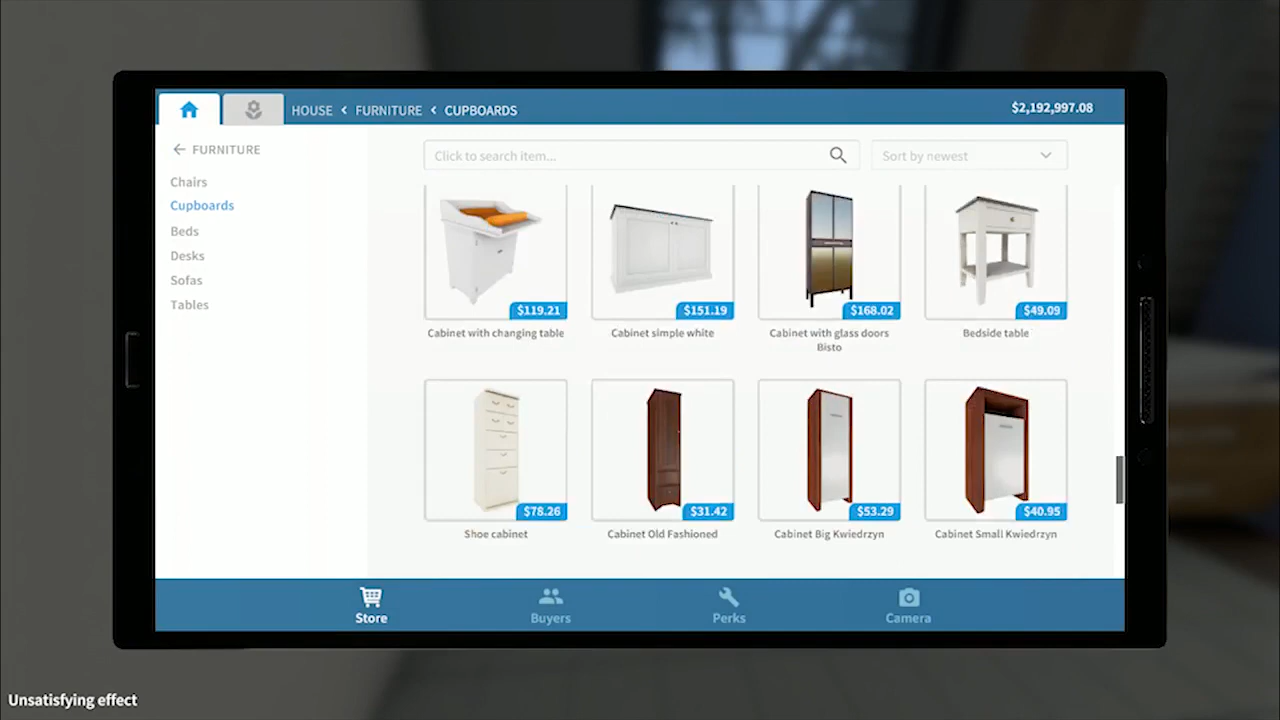 HOUSE < FURNITURE < CUPBOARDS
$2,192,997.08
FURNITURE
Chairs
Cupboards
Beds
Desks
Sofas
Tables
Click to search item...
Sort by newest
$119.21
$151.19
$168.02
$49.09
Cabinet with changing table
Cabinet simple white
Cabinet with glass doors
Bisto
Bedside table
$78.26
$31.42
$53.29
$40.95
Shoe cabinet
Cabinet Old Fashioned
Cabinet Big Kwiedrzyn
Cabinet Small Kwiedrzyn
Store
Buyers
Perks
Camera
Unsatisfying effect